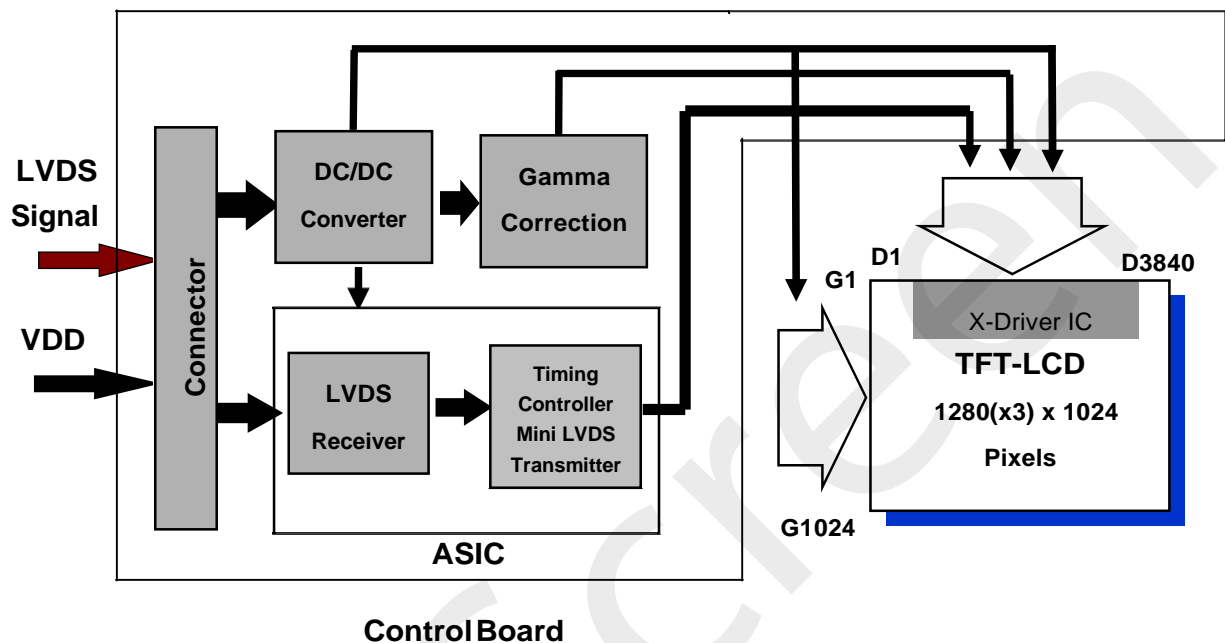 LVDS
Signal
VDD
Connector
DC/DC
Converter
Gamma
Correction
LVDS
Receiver
Timing
Controller
Mini LVDS
Transmitter
ASIC
Control Board
D1
D3840
G1
G1024
X-Driver IC
TFT-LCD
1280(x3) x 1024
Pixels